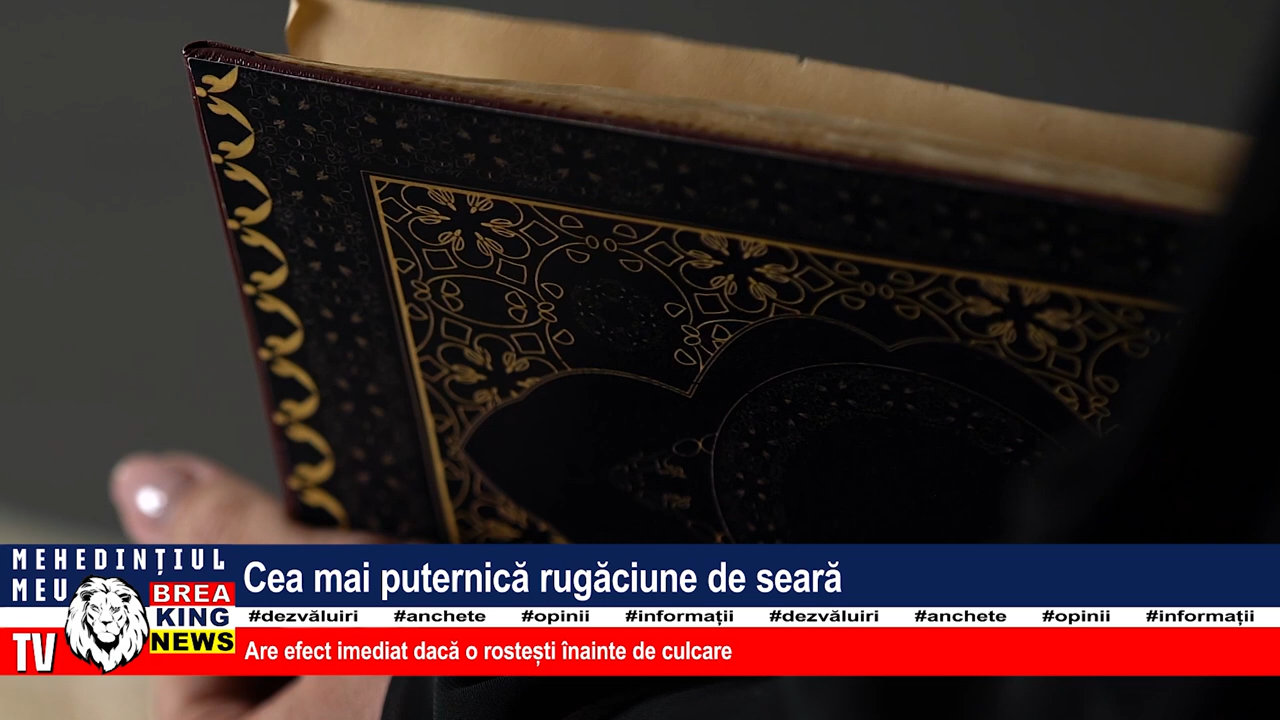 MEHEDINȚIUL
MEU
TV
BREA
KING
NEWS
Cea mai puternică rugăciune de seară
#dezvăluiri #anchete #opinii #informații #dezvăluiri #anchete #opinii #informații
Are efect imediat dacă o rostești înainte de culcare